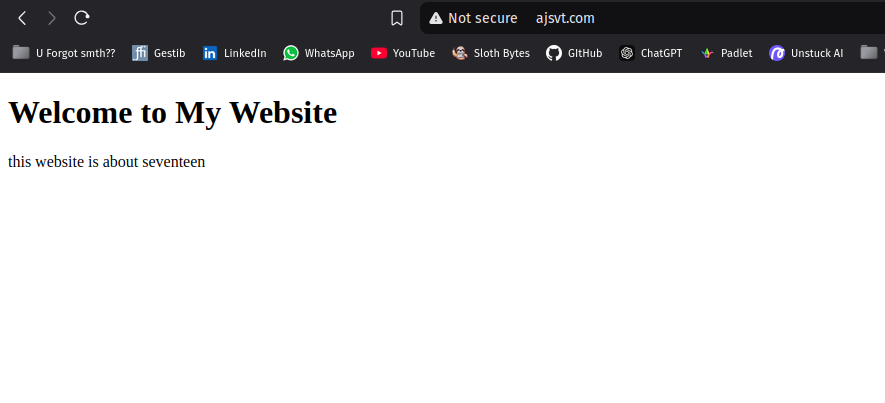 Not secure ajsvt.com
U Forgot smth?? Gestib LinkedIn WhatsApp YouTube Sloth Bytes GItHub ChatGPT Padlet Unstuck AI
Welcome to My Website
this website is about seventeen